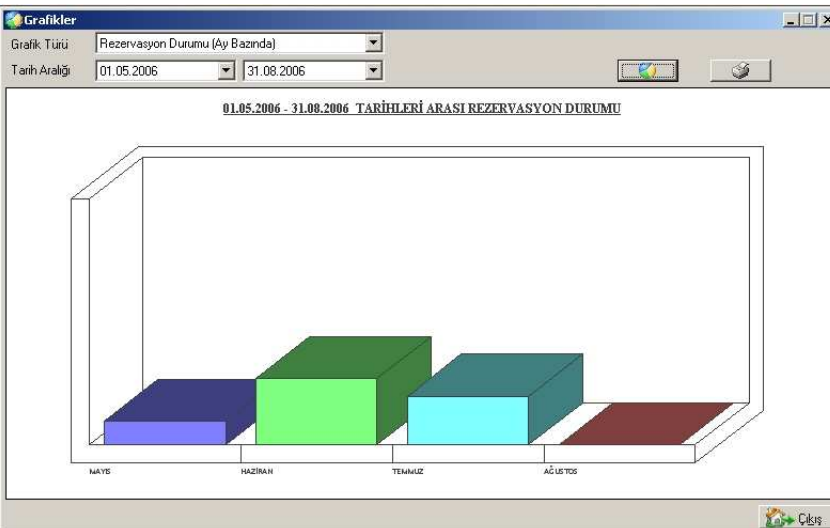 Grafikler
Grafik Türü Rezervasyon Durumu (Ay Bazında)
Tarih Aralığı 01.05.2006 31.08.2006
01.05.2006 - 31.08.2006 TARİHLERİ ARASI REZERVASYON DURUMU
MAYIS HAZİRAN TEMMUZ AĞUSTOS
Çıkış